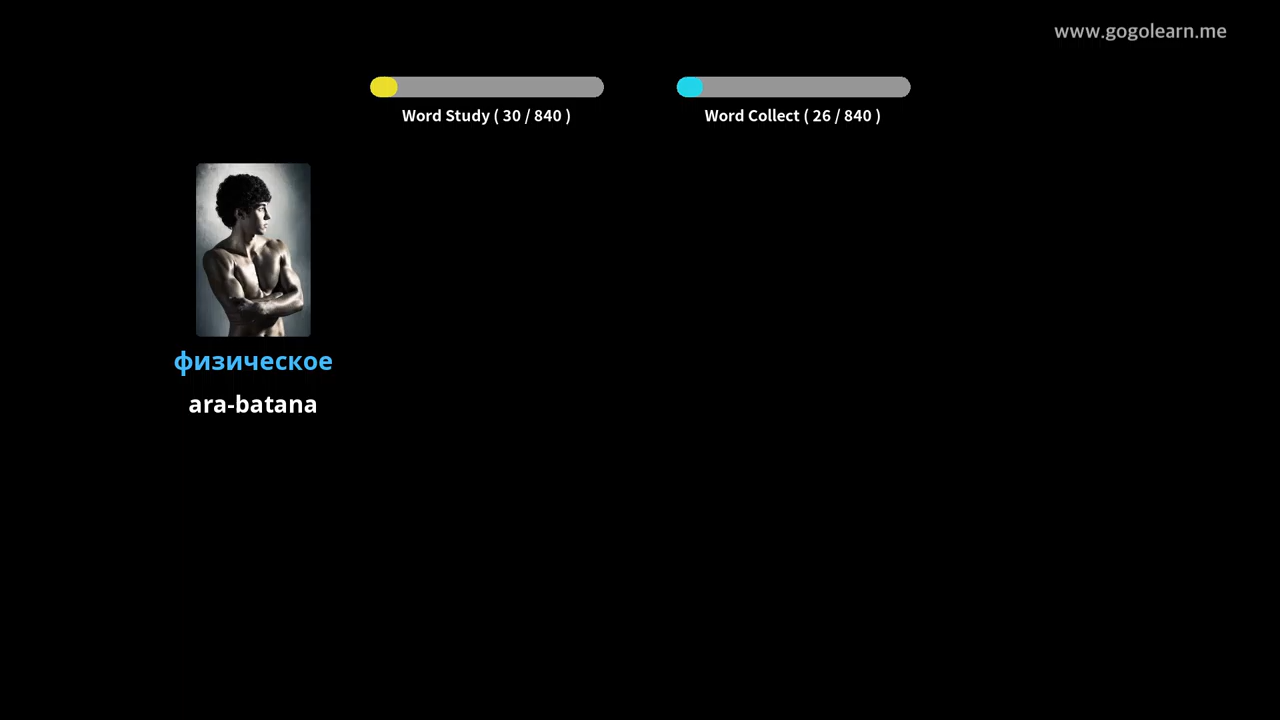 www.gogolearn.me
Word Study ( 30 / 840 )
Word Collect ( 26 / 840 )
физическое
ara-batana